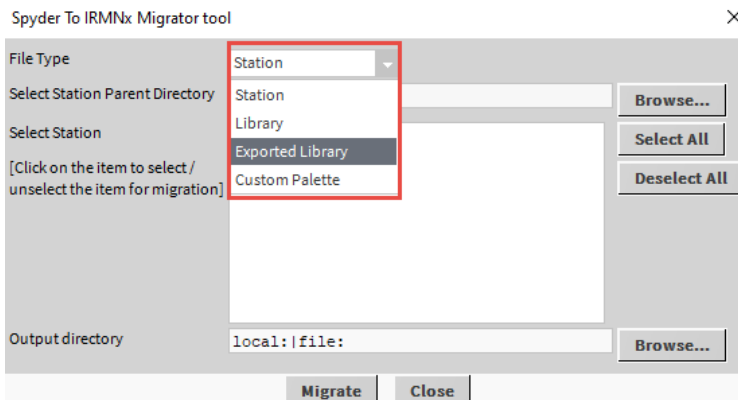 Spyder To IRMNx Migrator tool
File Type
Station
Select Station Parent Directory
Station
Browse...
Library
Select Station
Select All
Exported Library
[Click on the item to select /
unselect the item for migration]
Custom Palette
Deselect All
Output directory
local:|file:
Browse...
Migrate
Close